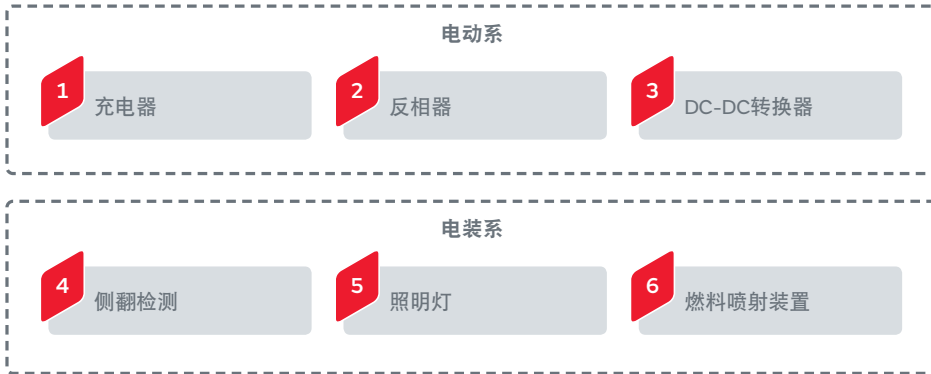 电动系
1 充电器
2 反相器
3 DC-DC转换器
电装系
4 侧翻检测
5 照明灯
6 燃料喷射装置